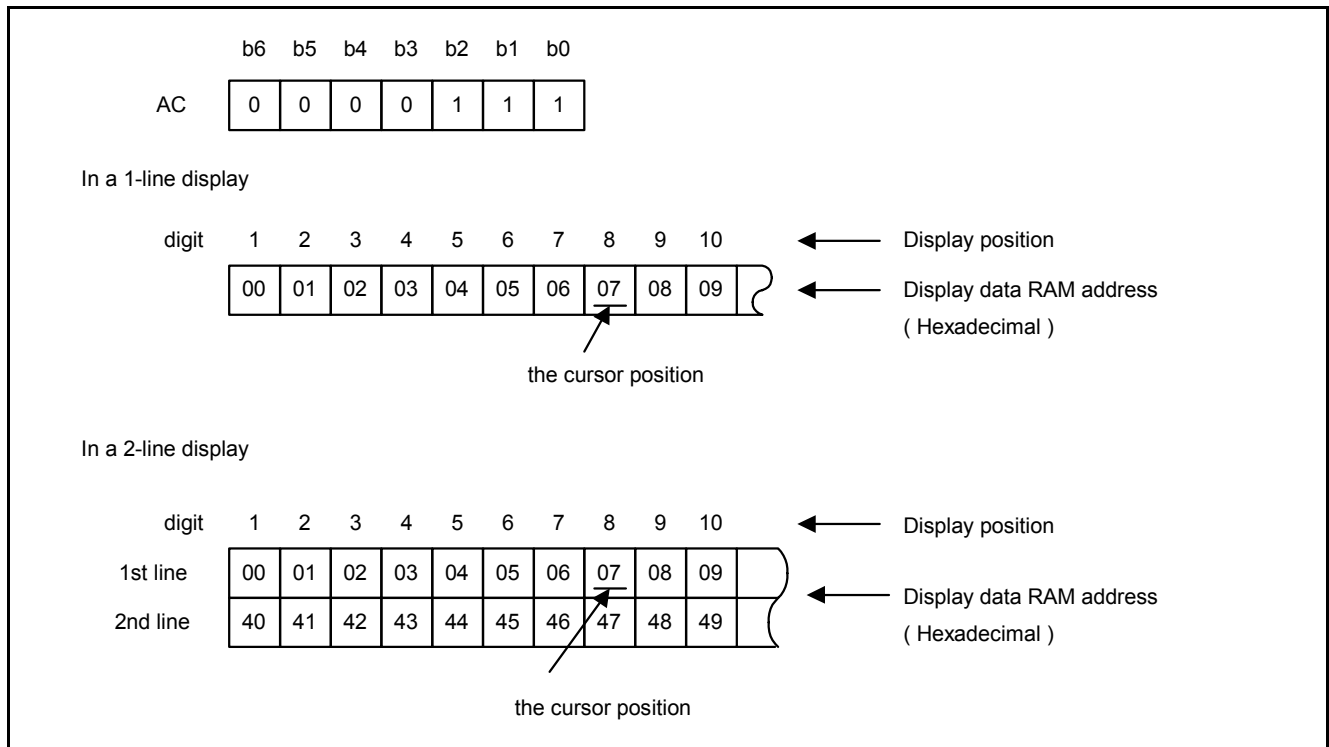 b6 b5 b4 b3 b2 b1 b0
AC 0 0 0 0 1 1 1
In a 1-line display
digit 1 2 3 4 5 6 7 8 9 10 Display position
00 01 02 03 04 05 06 07 08 09 Display data RAM address
( Hexadecimal )
the cursor position
In a 2-line display
digit 1 2 3 4 5 6 7 8 9 10 Display position
1st line 00 01 02 03 04 05 06 07 08 09
Display data RAM address
2nd line 40 41 42 43 44 45 46 47 48 49
( Hexadecimal )
the cursor position